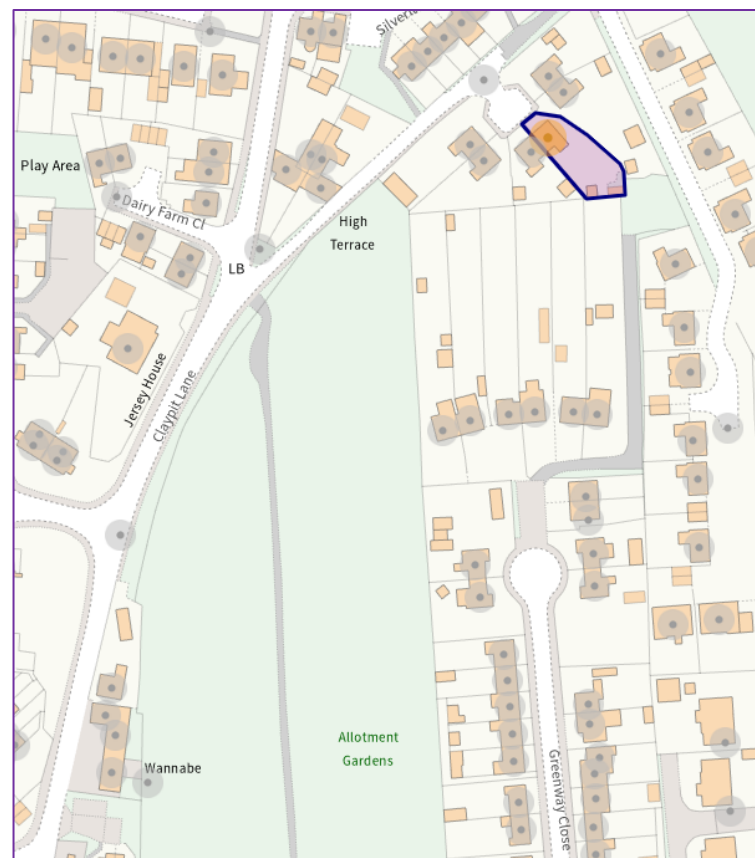 Play Area
Dairy Farm Cl
High
Terrace
LB
Jersey House
Claypit Lane
Allotment
Gardens
Wannabe
Greenway Close